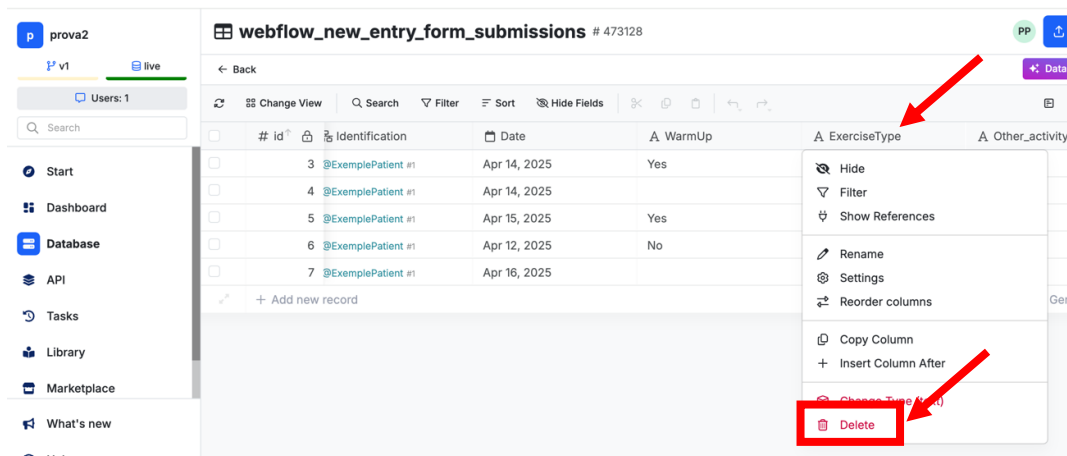 p prova2
v1 live
Users: 1
Search
Start
Dashboard
Database
API
Tasks
Library
Marketplace
What's new
webflow_new_entry_form_submissions # 473128
PP
Back
Data
Change View Search Filter Sort Hide Fields
# id Identification Date WarmUp ExerciseType Other_activity
3 @ExemplePatient #1 Apr 14, 2025 Yes
4 @ExemplePatient #1 Apr 14, 2025
5 @ExemplePatient #1 Apr 15, 2025 Yes
6 @ExemplePatient #1 Apr 12, 2025 No
7 @ExemplePatient #1 Apr 16, 2025
+ Add new record
Ger
Hide
Filter
Show References
Rename
Settings
Reorder columns
Copy Column
Insert Column After
Change Type (text)
Delete